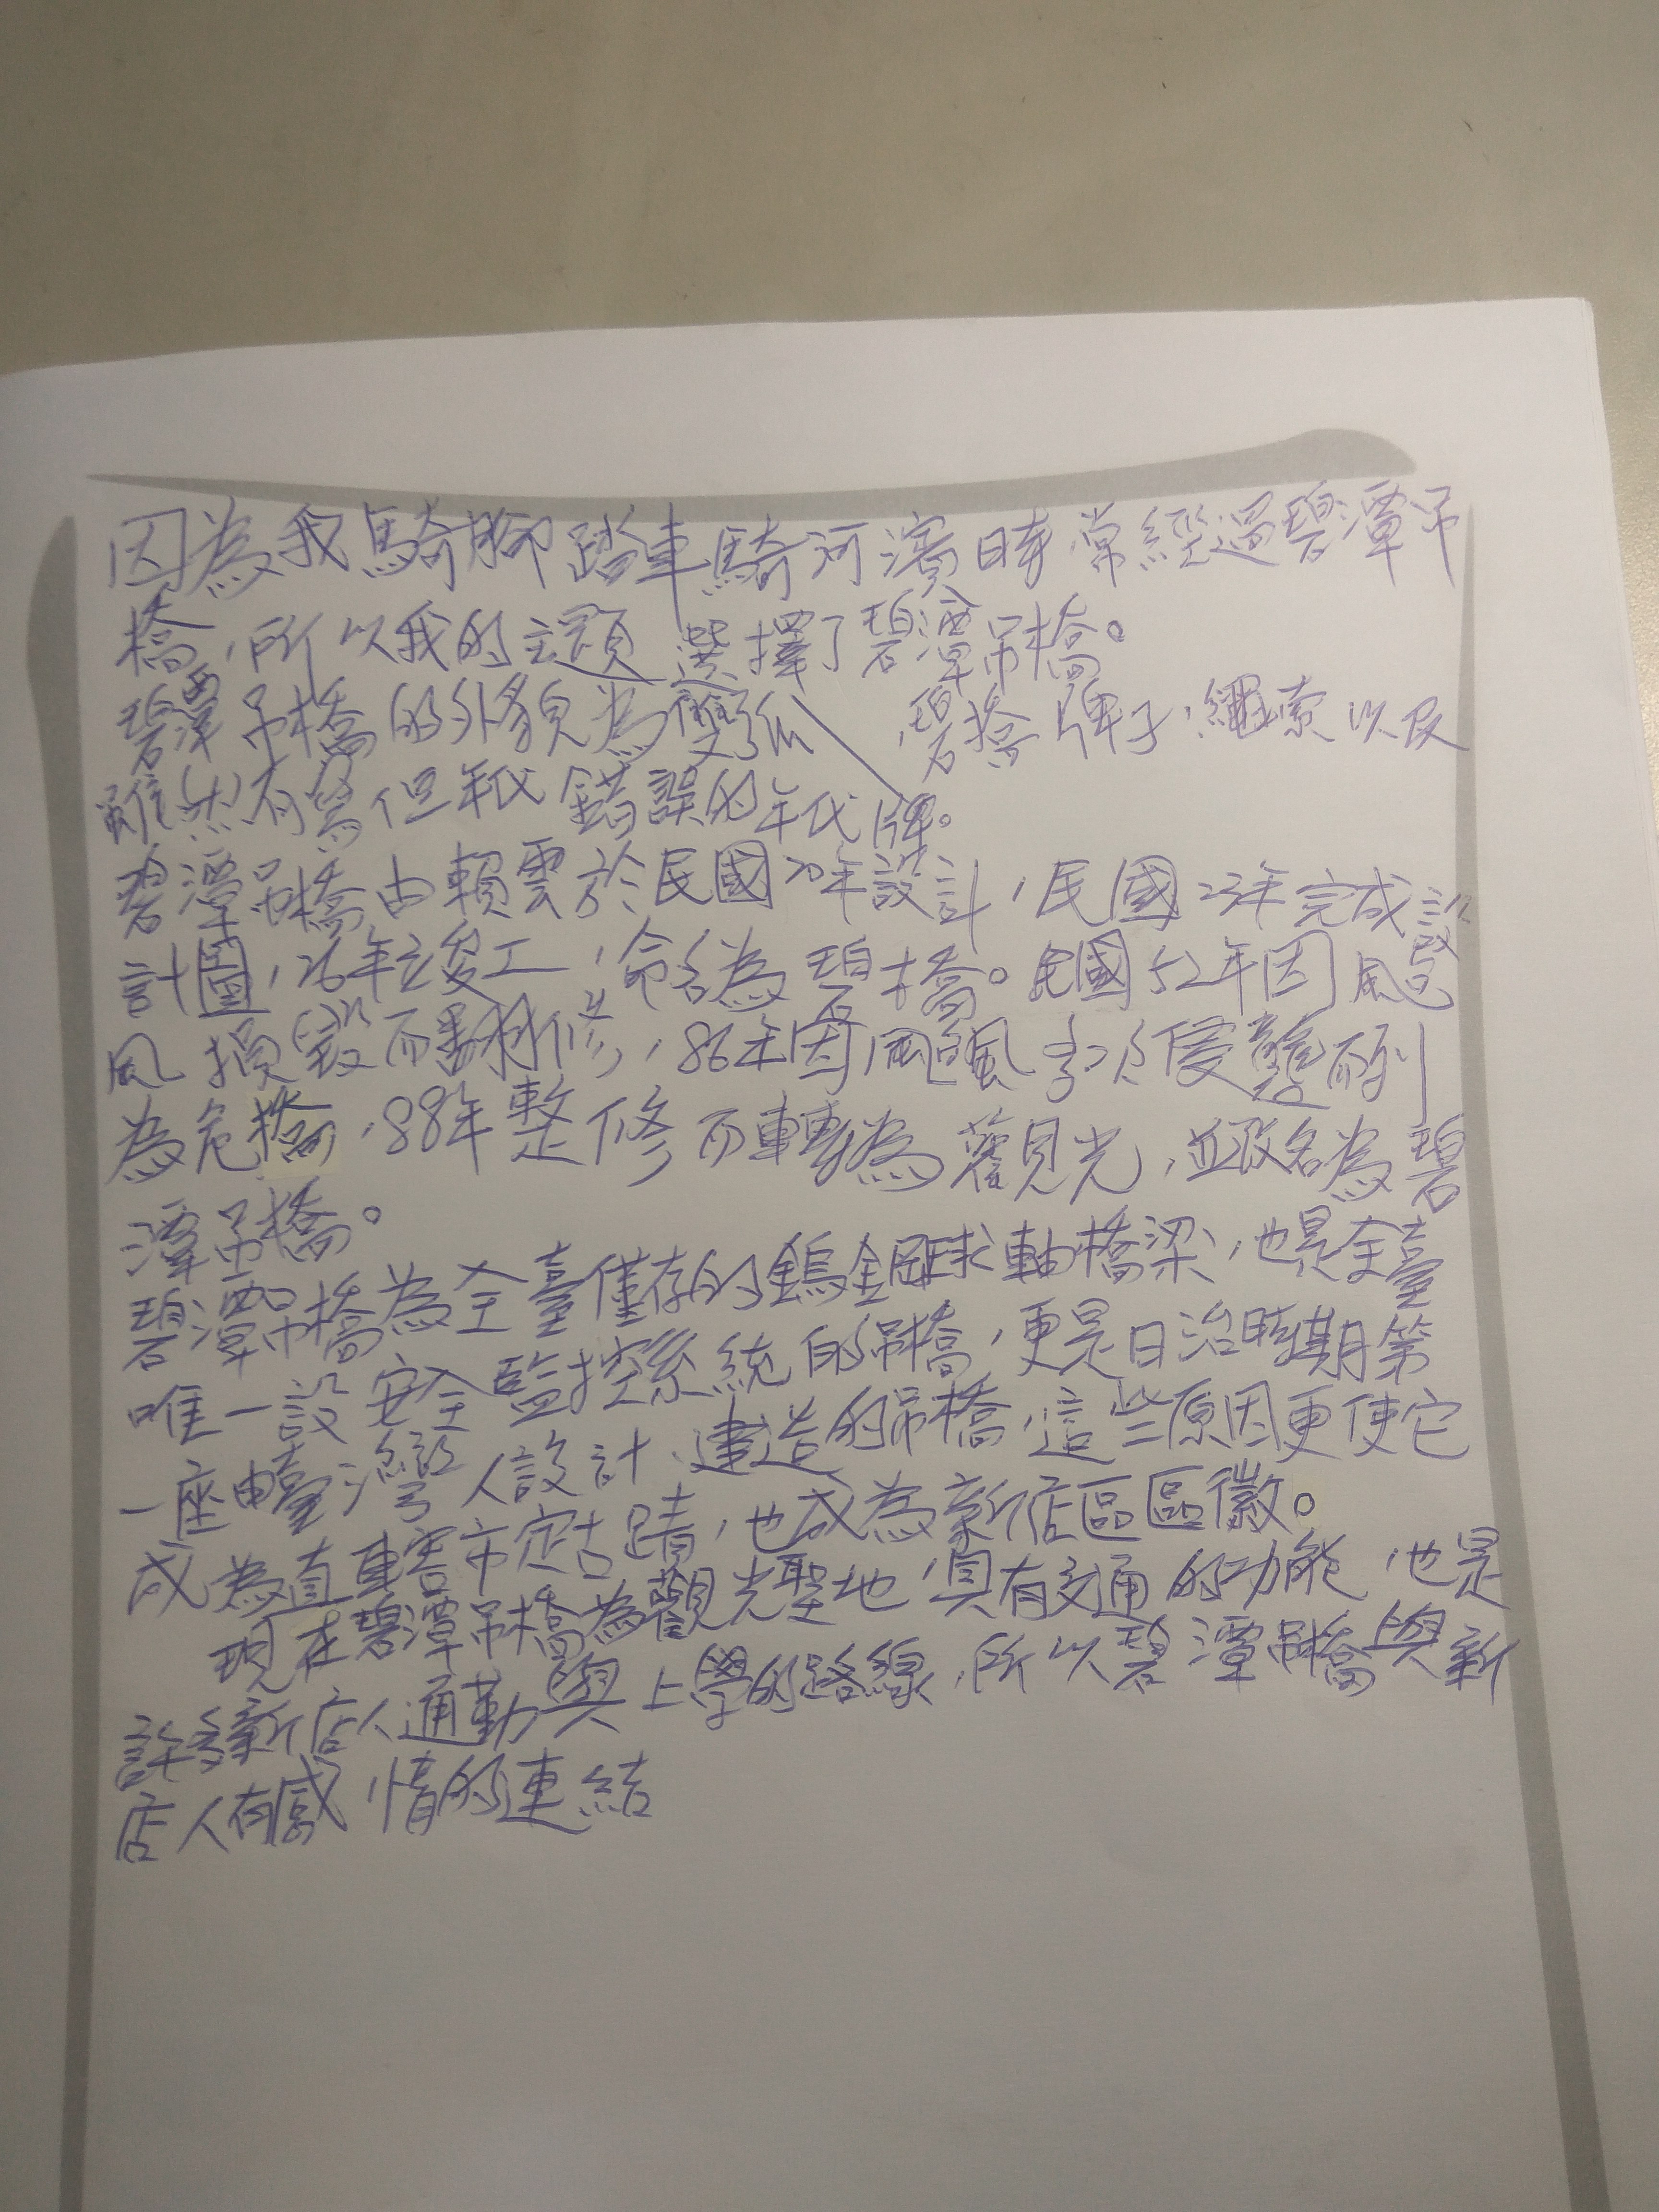 因為我騎腳踏車騎河濱時常經過碧潭吊
橋，所以我的主題選擇了碧潭吊橋。
碧潭吊橋的外貌為雙弧、碧橋牌子、繩索以及
雖然有寫但年代錯誤的年代牌。
碧潭吊橋由賴雲於民國20年設計，民國23年完成設
計圖，26年竣工，命名為碧橋。民國52年因颱
風損毀而翻修，86年因颱風多次侵襲而列
為危橋，88年整修而轉為觀光，並改名為碧
潭吊橋。
碧潭吊橋為全臺僅存的鎢鋼球軸橋梁，也是全臺
唯一設安全監控系統的吊橋，更是日治時期第
一座由臺灣人設計、建造的吊橋，這些原因更使它
成為直轄市定古蹟，也成為新店區區徽。
現在碧潭吊橋為觀光聖地，具有交通的功能，也是
許多新店人通勤與上學的路線，所以碧潭吊橋與新
店人有感情的連結